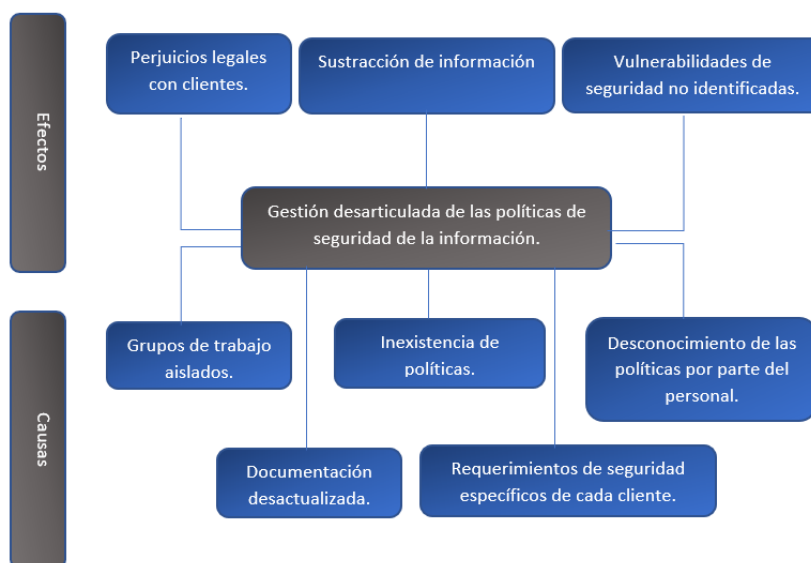 Efectos
Perjuicios legales
con clientes.
Sustracción de información
Vulnerabilidades de
seguridad no identificadas.
Gestión desarticulada de las políticas de
seguridad de la información.
Causas
Grupos de trabajo
aislados.
Inexistencia de
políticas.
Desconocimiento de las
políticas por parte del
personal.
Documentación
desactualizada.
Requerimientos de seguridad
específicos de cada cliente.